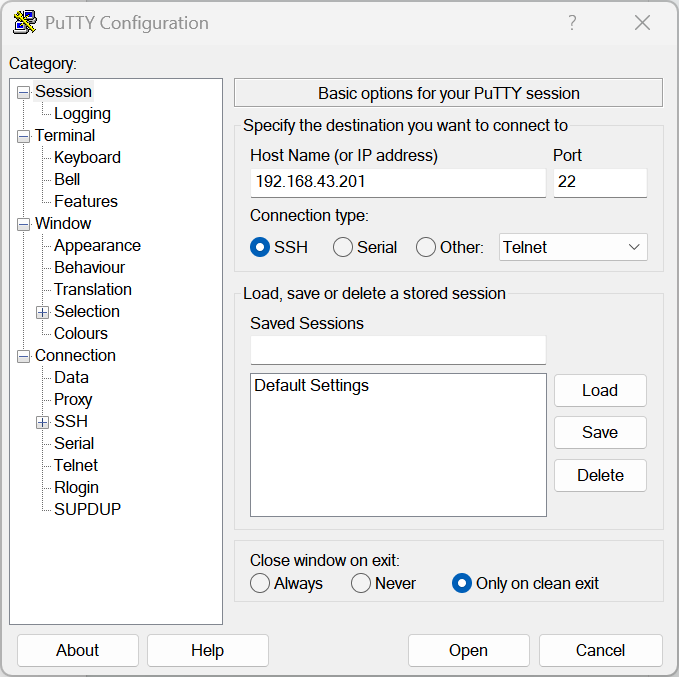 PuTTY Configuration
Category:
Session
Logging
Terminal
Keyboard
Bell
Features
Window
Appearance
Behaviour
Translation
Selection
Colours
Connection
Data
Proxy
SSH
Serial
Telnet
Rlogin
SUPDUP
Basic options for your PuTTY session
Specify the destination you want to connect to
Host Name (or IP address) Port
192.168.43.201 22
Connection type:
SSH Serial Other: Telnet
Load, save or delete a stored session
Saved Sessions
Default Settings
Load
Save
Delete
Close window on exit:
Always Never Only on clean exit
About Help Open Cancel